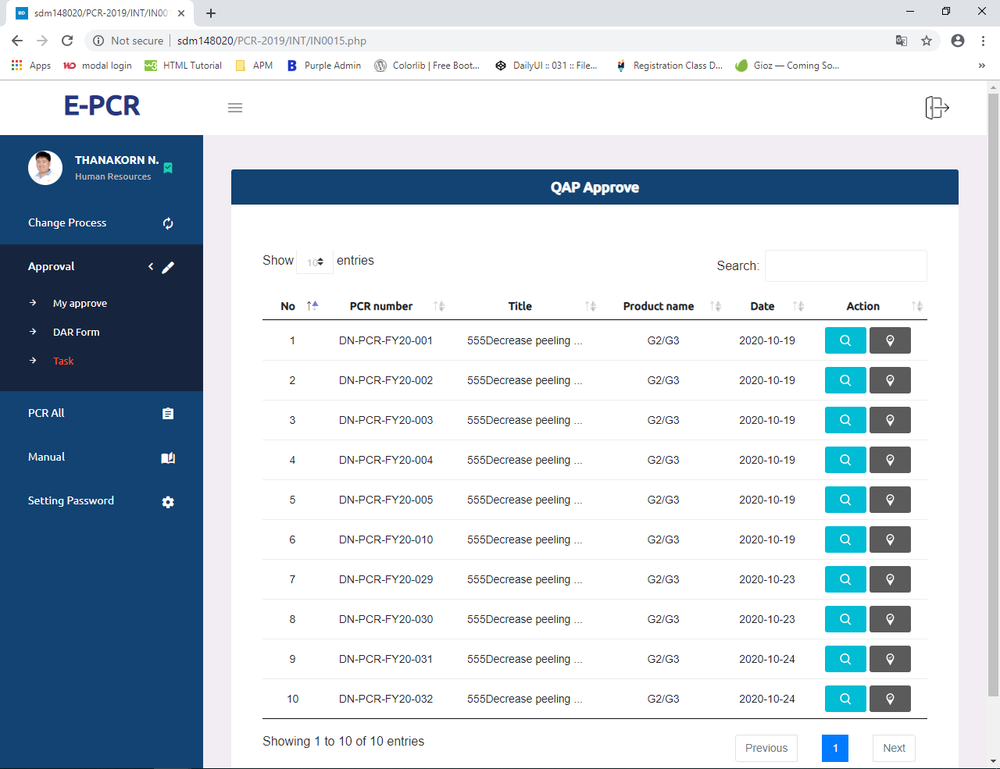 sdm148020/PCR-2019/INT/IN001
Not secure
sdm148020/PCR-2019/INT/IN0015.php
Apps
modal login
HTML Tutorial
APM
Purple Admin
Colorlib | Free Boot...
DailyUI :: 031 :: File...
Registration Class D...
Gioz — Coming So...
E-PCR
THANAKORN N.
Human Resources
Change Process
Approval
My approve
DAR Form
Task
PCR All
Manual
Setting Password
QAP Approve
Show 10 entries
Search:
No PCR number Title Product name Date Action
1 DN-PCR-FY20-001 555Decrease peeling ... G2/G3 2020-10-19
2 DN-PCR-FY20-002 555Decrease peeling ... G2/G3 2020-10-19
3 DN-PCR-FY20-003 555Decrease peeling ... G2/G3 2020-10-19
4 DN-PCR-FY20-004 555Decrease peeling ... G2/G3 2020-10-19
5 DN-PCR-FY20-005 555Decrease peeling ... G2/G3 2020-10-19
6 DN-PCR-FY20-010 555Decrease peeling ... G2/G3 2020-10-19
7 DN-PCR-FY20-029 555Decrease peeling ... G2/G3 2020-10-23
8 DN-PCR-FY20-030 555Decrease peeling ... G2/G3 2020-10-23
9 DN-PCR-FY20-031 555Decrease peeling ... G2/G3 2020-10-24
10 DN-PCR-FY20-032 555Decrease peeling ... G2/G3 2020-10-24
Showing 1 to 10 of 10 entries
Previous 1 Next